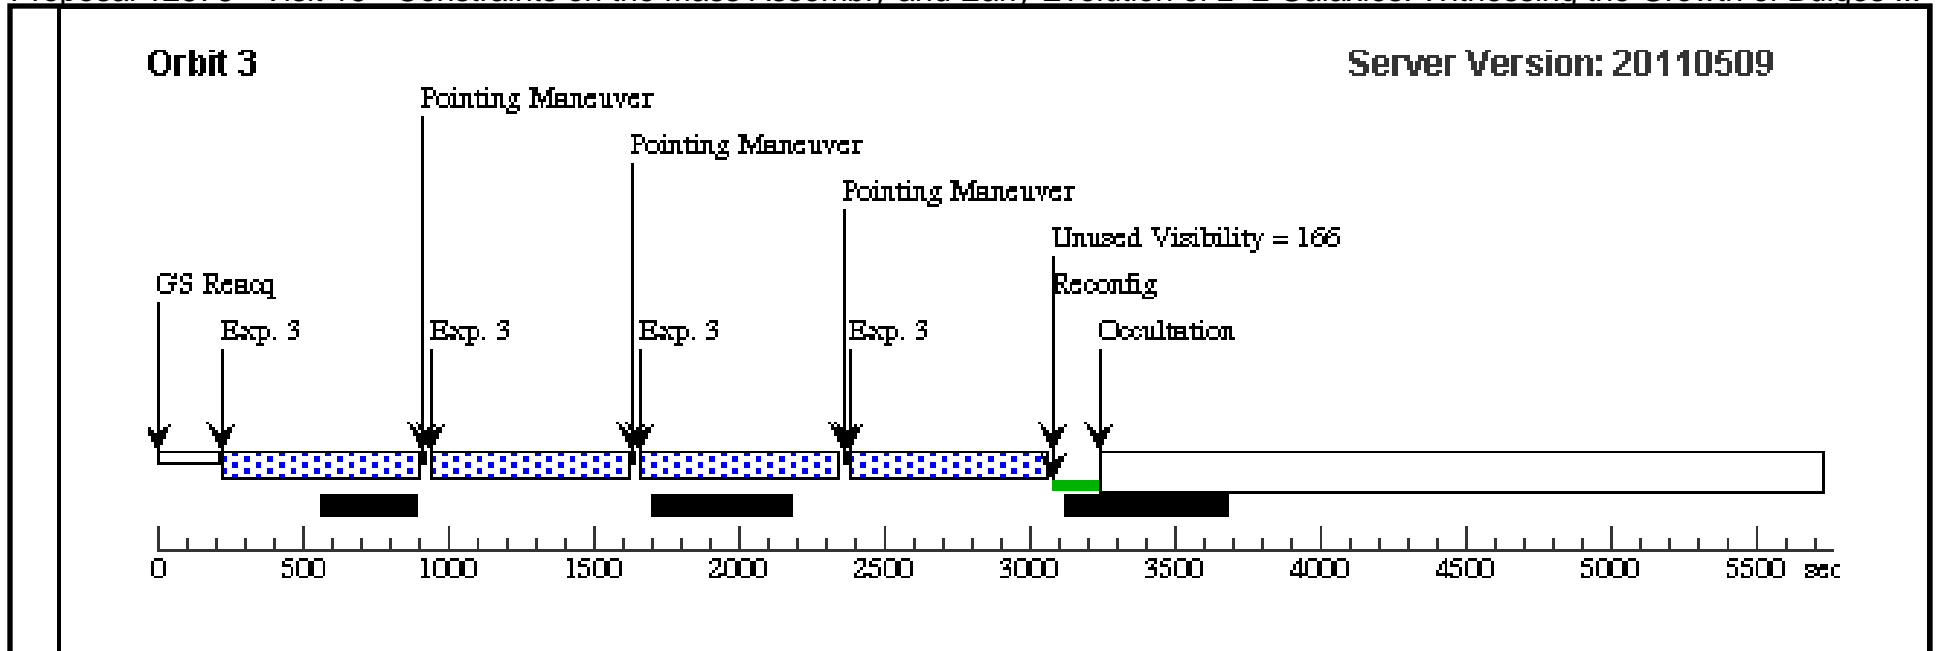 Orbit 3
Server Version: 20110509
Pointing Maneuver
Pointing Maneuver
Pointing Maneuver
Unused Visibility = 166
GS Reacq
Reconfig
Exp. 3
Exp. 3
Exp. 3
Exp. 3
Occultation
0 500 1000 1500 2000 2500 3000 3500 4000 4500 5000 5500 sec